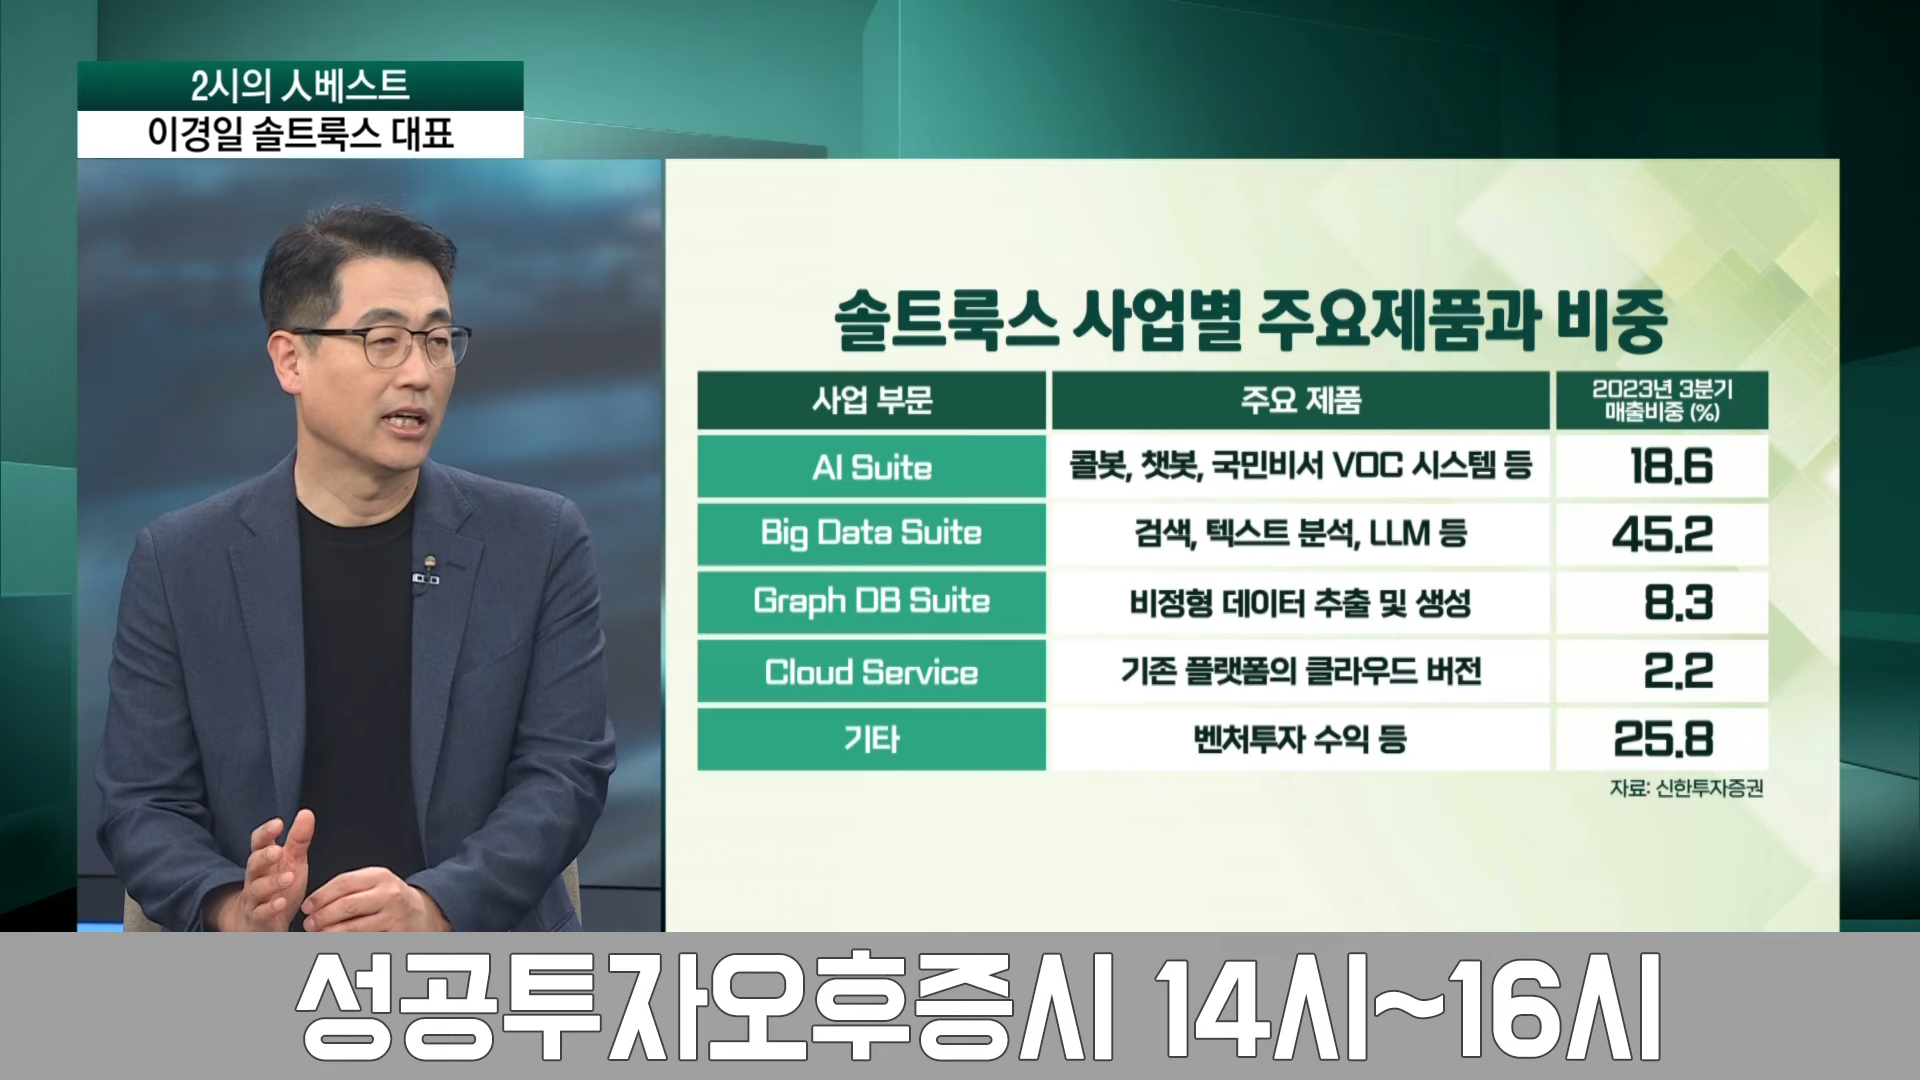 2시의 人베스트
이경일 솔트룩스 대표
솔트룩스 사업별 주요제품과 비중
사업 부문 주요 제품 2023년 3분기 매출비중 (%)
AI Suite 콜봇, 챗봇, 국민비서 VOC 시스템 등 18.6
Big Data Suite 검색, 텍스트 분석, LLM 등 45.2
Graph DB Suite 비정형 데이터 추출 및 생성 8.3
Cloud Service 기존 플랫폼의 클라우드 버전 2.2
기타 벤처투자 수익 등 25.8
자료: 신한투자증권
성공투자오후증시 14시~16시